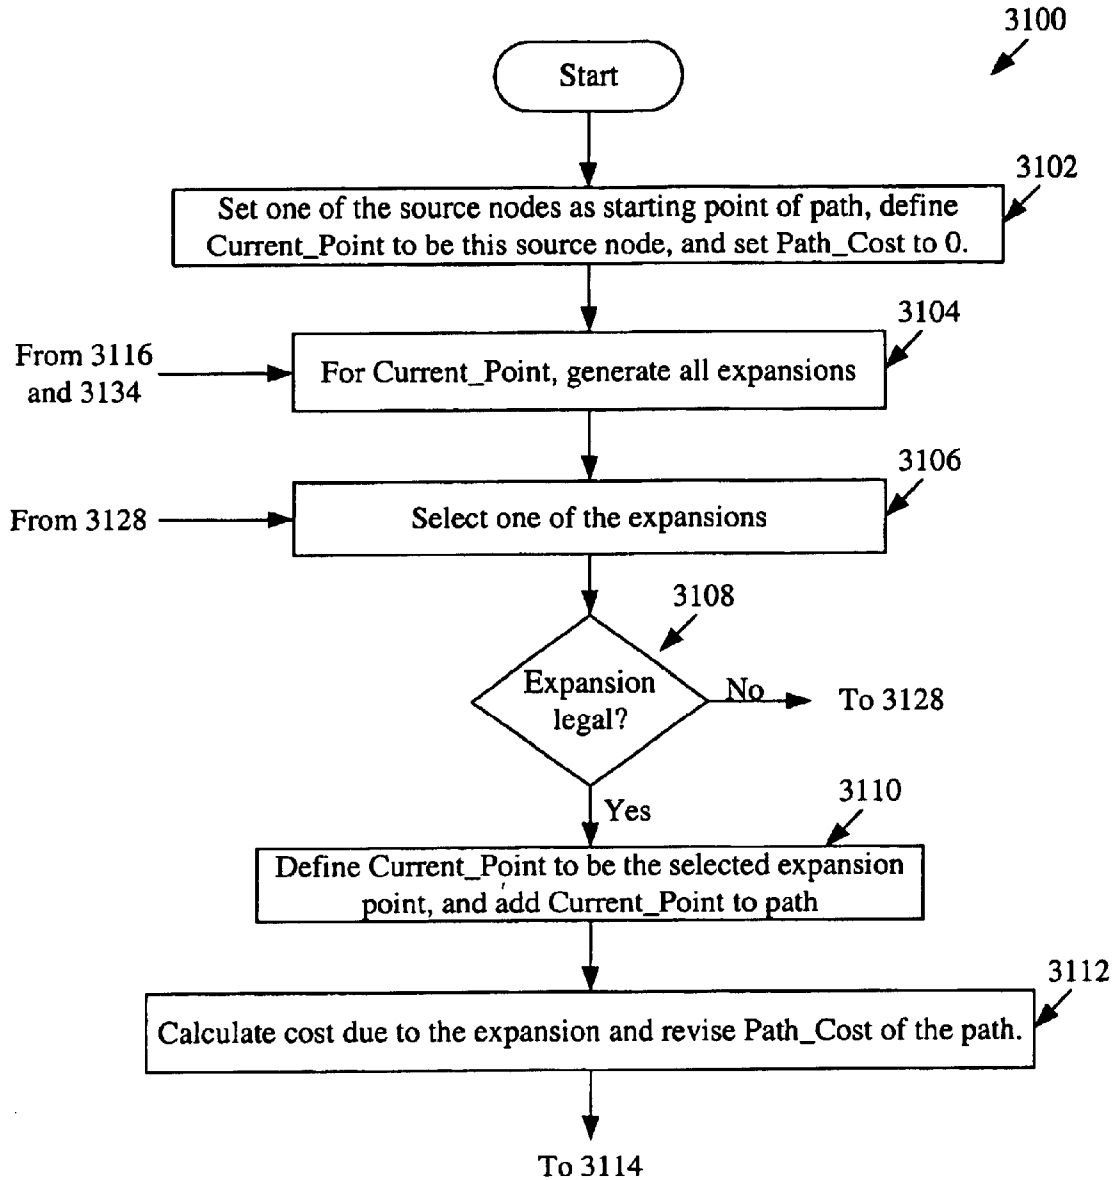 3100
Start
3102
Set one of the source nodes as starting point of path, define
Current_Point to be this source node, and set Path_Cost to 0.
3104
From 3116
and 3134
For Current_Point, generate all expansions
3106
From 3128
Select one of the expansions
3108
Expansion
legal?
No
To 3128
Yes
3110
Define Current_Point to be the selected expansion
point, and add Current_Point to path
3112
Calculate cost due to the expansion and revise Path_Cost of the path.
To 3114